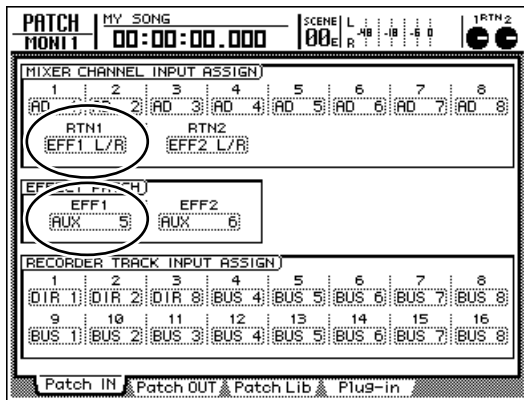 PATCH MY SONG SCENE L 1 RTN 2
MONI 1 00:00:00.000 00E R -48 -18 -6 0
MIXER CHANNEL INPUT ASSIGN
1 2 3 4 5 6 7 8
AD 2 AD 3 AD 4 AD 5 AD 6 AD 7 AD 8
RTN1 RTN2
EFF1 L/R EFF2 L/R
EFFECT PATCH
EFF1 EFF2
AUX 5 AUX 6
RECORDER TRACK INPUT ASSIGN
1 2 3 4 5 6 7 8
DIR 1 DIR 2 DIR 8 BUS 4 BUS 5 BUS 6 BUS 7 BUS 8
9 10 11 12 13 14 15 16
BUS 1 BUS 2 BUS 3 BUS 4 BUS 5 BUS 6 BUS 7 BUS 8
Patch IN Patch OUT Patch Lib Plug-in